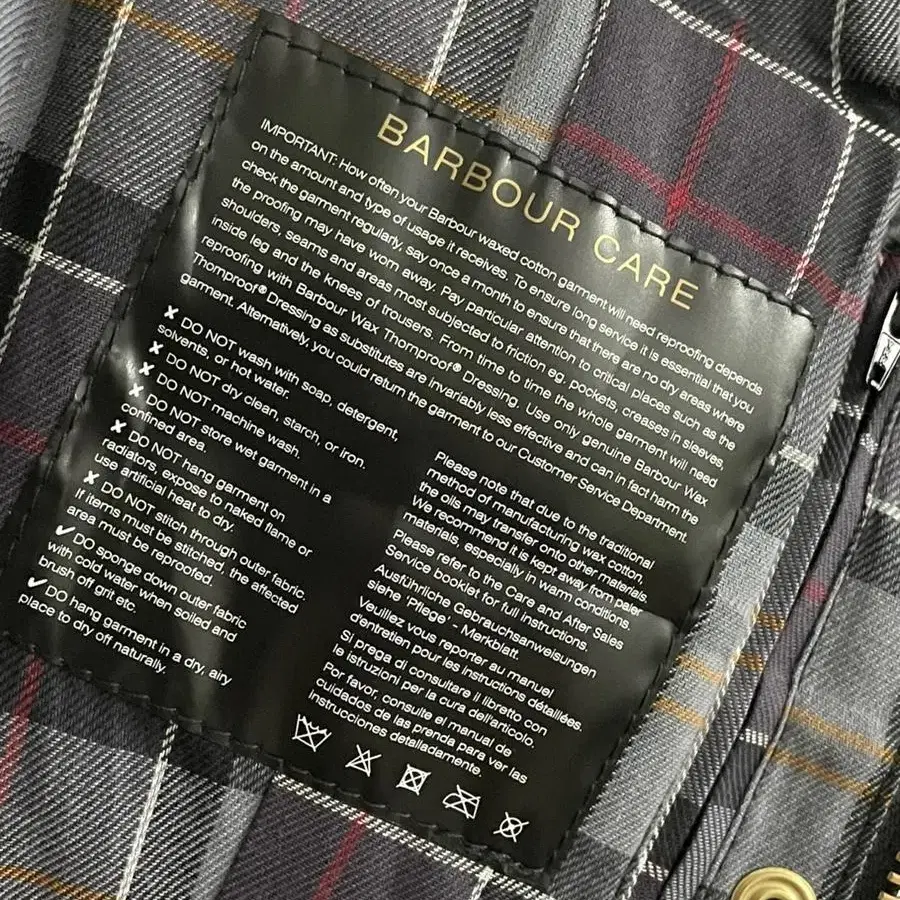 BARBOUR CARE
IMPORTANT: How often your Barbour waxed cotton garment will need reproofing depends
on the amount and type of usage it receives. To ensure long service it is essential that you
check the garment regularly, say once a month to ensure that there are no dry areas where
the proofing may have worn away. Pay particular attention to critical places such as the
shoulders, seams and areas most subjected to friction eg. pockets, creases in sleeves,
inside leg and the knees of trousers. From time to time the whole garment will need
reproofing with Barbour Wax Thornproof® Dressing. Use only genuine Barbour Wax
Thornproof® Dressing as substitutes are invariably less effective and can in fact harm the
garment. Alternatively, you could return the garment to our Customer Service Department.
✘ DO NOT wash with soap, detergent,
solvents, or hot water.
✘ DO NOT dry clean, starch, or iron.
✘ DO NOT machine wash.
✘ DO NOT store wet garment in a
confined area.
✘ DO NOT hang garment on
radiators, expose to naked flame or
use artificial heat to dry.
✘ DO NOT stitch through outer fabric.
If items must be stitched, the affected
area must be reproofed.
✔ DO sponge down outer fabric
with cold water when soiled and
brush off grit etc.
✔ DO hang garment in a dry, airy
place to dry off naturally.
Please note that due to the traditional
method of manufacturing wax cotton,
the oils may transfer onto other materials.
We recommend it is kept away from paler
materials, especially in warm conditions.
Please refer to the Care and After Sales
Service booklet for full instructions.
Ausführliche Gebrauchsanweisungen
siehe 'Pflege' - Merkblatt.
Veuillez vous reporter au manuel
d'entretien pour les instructions détaillées.
Si prega di consultare il libretto con
le istruzioni per la cura dell'articolo.
Por favor, consulte el manual de
cuidados de las prenda para ver las
instrucciones detalladamente.